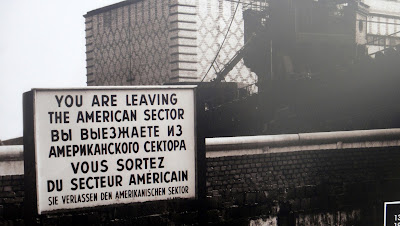 YOU ARE LEAVING
THE AMERICAN SECTOR
ВЫ ВЫЕЗЖАЕТЕ ИЗ
АМЕРИКАНСКОГО СЕКТОРА
VOUS SORTEZ
DU SECTEUR AMÉRICAIN
SIE VERLASSEN DEN AMERIKANISCHEN SEKTOR